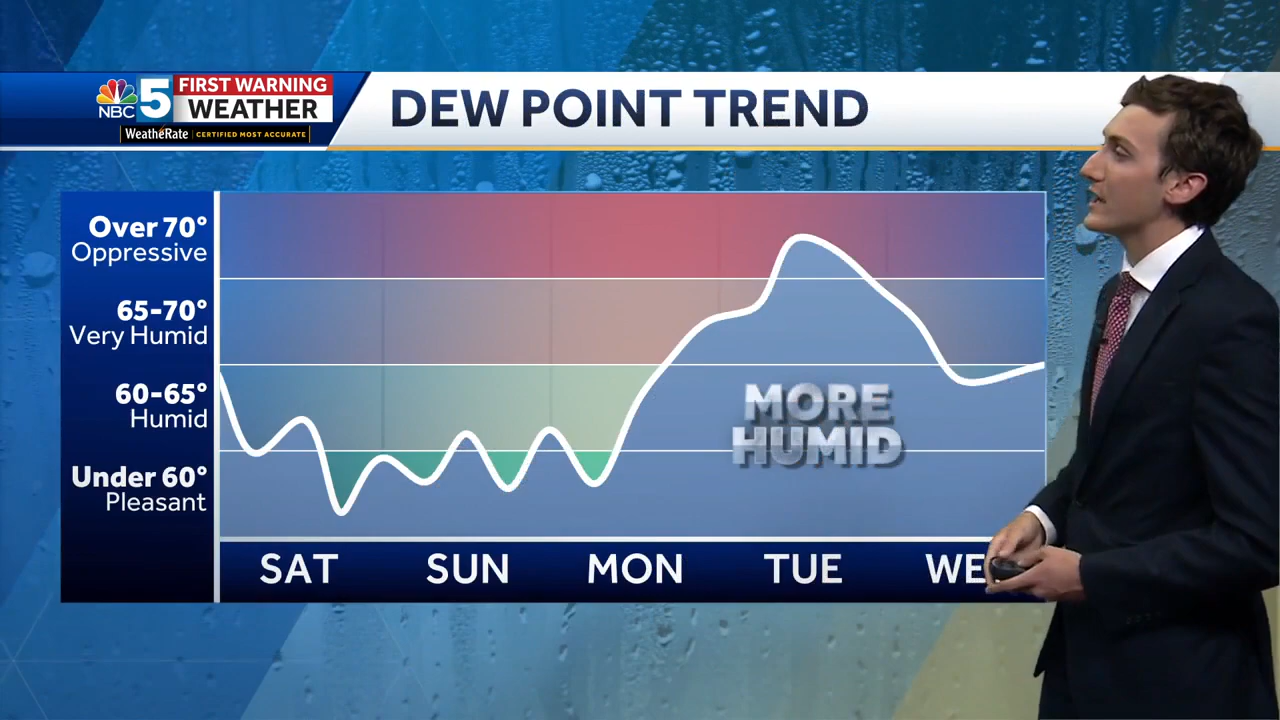 NBC 5 FIRST WARNING
WEATHER
WeatheRate | CERTIFIED MOST ACCURATE
DEW POINT TREND
Over 70°
Oppressive
65-70°
Very Humid
60-65°
Humid
Under 60°
Pleasant
MORE
HUMID
SAT SUN MON TUE WE